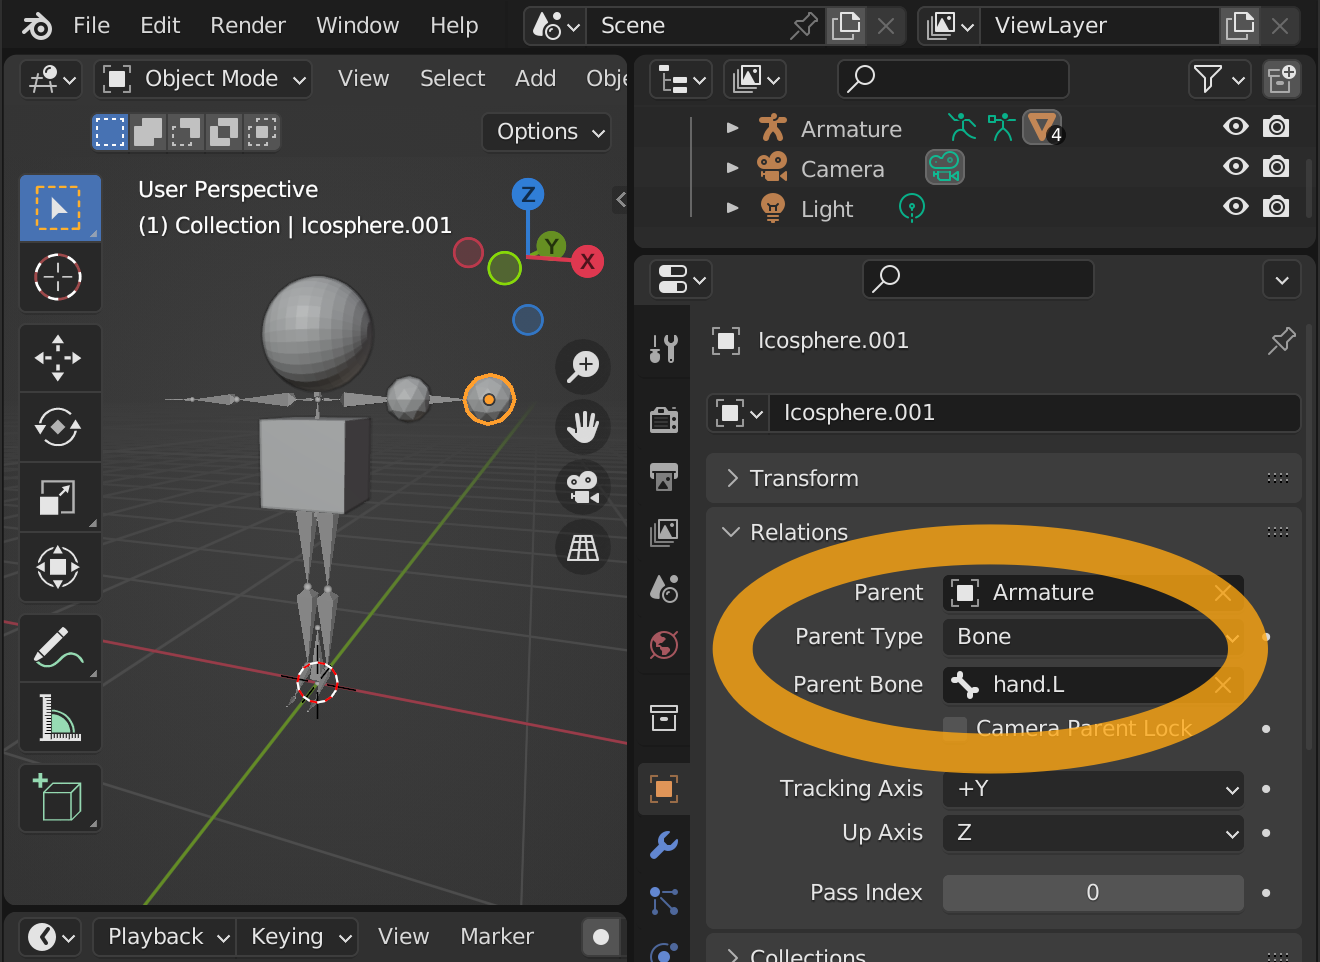 File Edit Render Window Help Scene ViewLayer
Object Mode View Select Add Obje
Options
User Perspective
(1) Collection | Icosphere.001
Z
Y
X
Armature 4
Camera
Light
Icosphere.001
Icosphere.001
Transform
Relations
Parent Armature
Parent Type Bone
Parent Bone hand.L
Camera Parent Lock
Tracking Axis +Y
Up Axis Z
Pass Index 0
Collections
Playback Keying View Marker